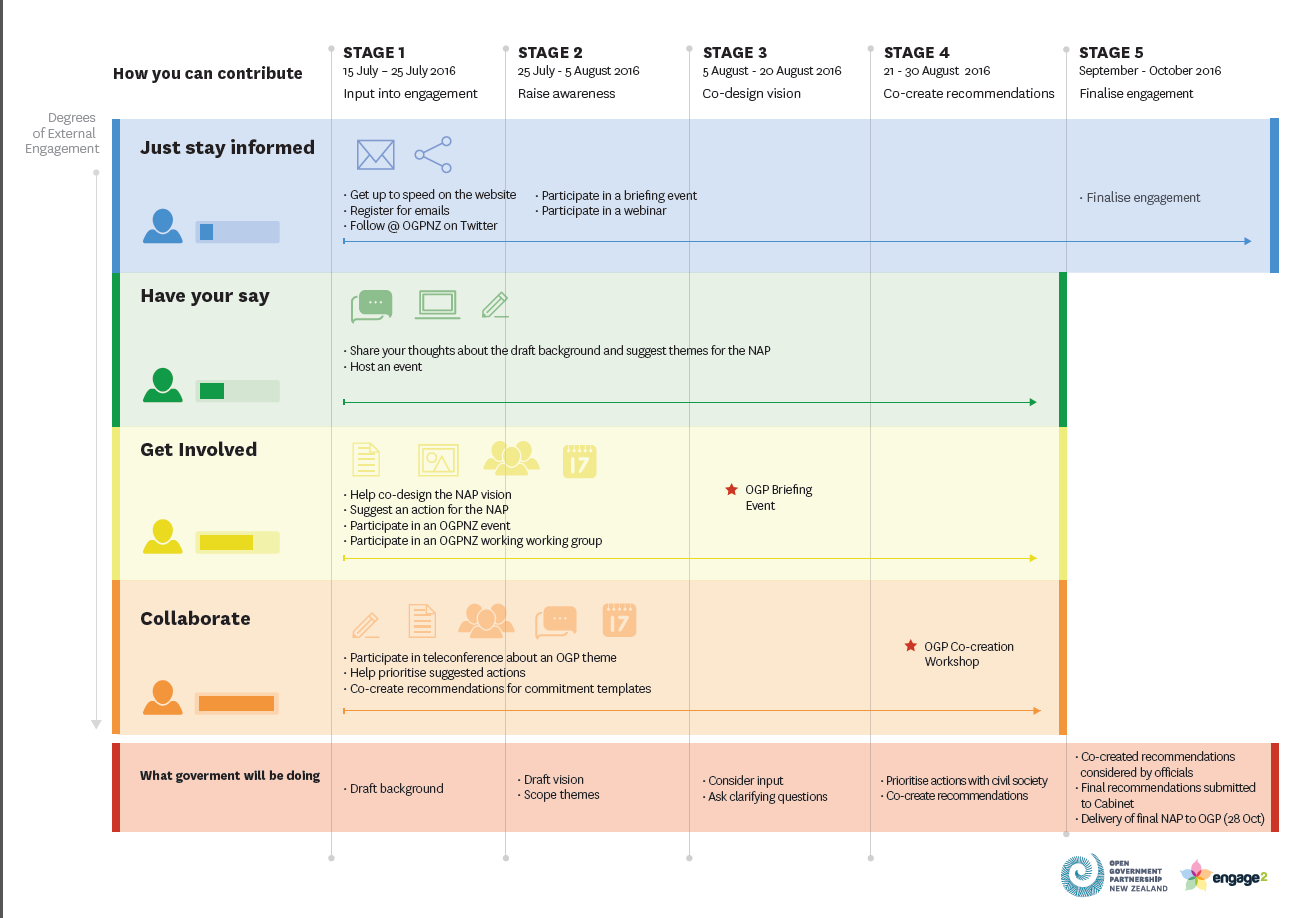 How you can contribute
STAGE 1
15 July – 25 July 2016
Input into engagement
STAGE 2
25 July - 5 August 2016
Raise awareness
STAGE 3
5 August - 20 August 2016
Co-design vision
STAGE 4
21 - 30 August 2016
Co-create recommendations
STAGE 5
September - October 2016
Finalise engagement
Degrees
of External
Engagement
Just stay informed
· Get up to speed on the website
· Register for emails
· Follow @ OGPNZ on Twitter
· Participate in a briefing event
· Participate in a webinar
· Finalise engagement
Have your say
· Share your thoughts about the draft background and suggest themes for the NAP
· Host an event
Get Involved
17
· Help co-design the NAP vision
· Suggest an action for the NAP
· Participate in an OGPNZ event
· Participate in an OGPNZ working working group
OGP Briefing
Event
Collaborate
17
· Participate in teleconference about an OGP theme
· Help prioritise suggested actions
· Co-create recommendations for commitment templates
OGP Co-creation
Workshop
What goverment will be doing
· Draft background
· Draft vision
· Scope themes
· Consider input
· Ask clarifying questions
· Prioritise actions with civil society
· Co-create recommendations
· Co-created recommendations
considered by officials
· Final recommendations submitted
to Cabinet
· Delivery of final NAP to OGP (28 Oct)
OPEN
GOVERNMENT
PARTNERSHIP
NEW ZEALAND
engage2